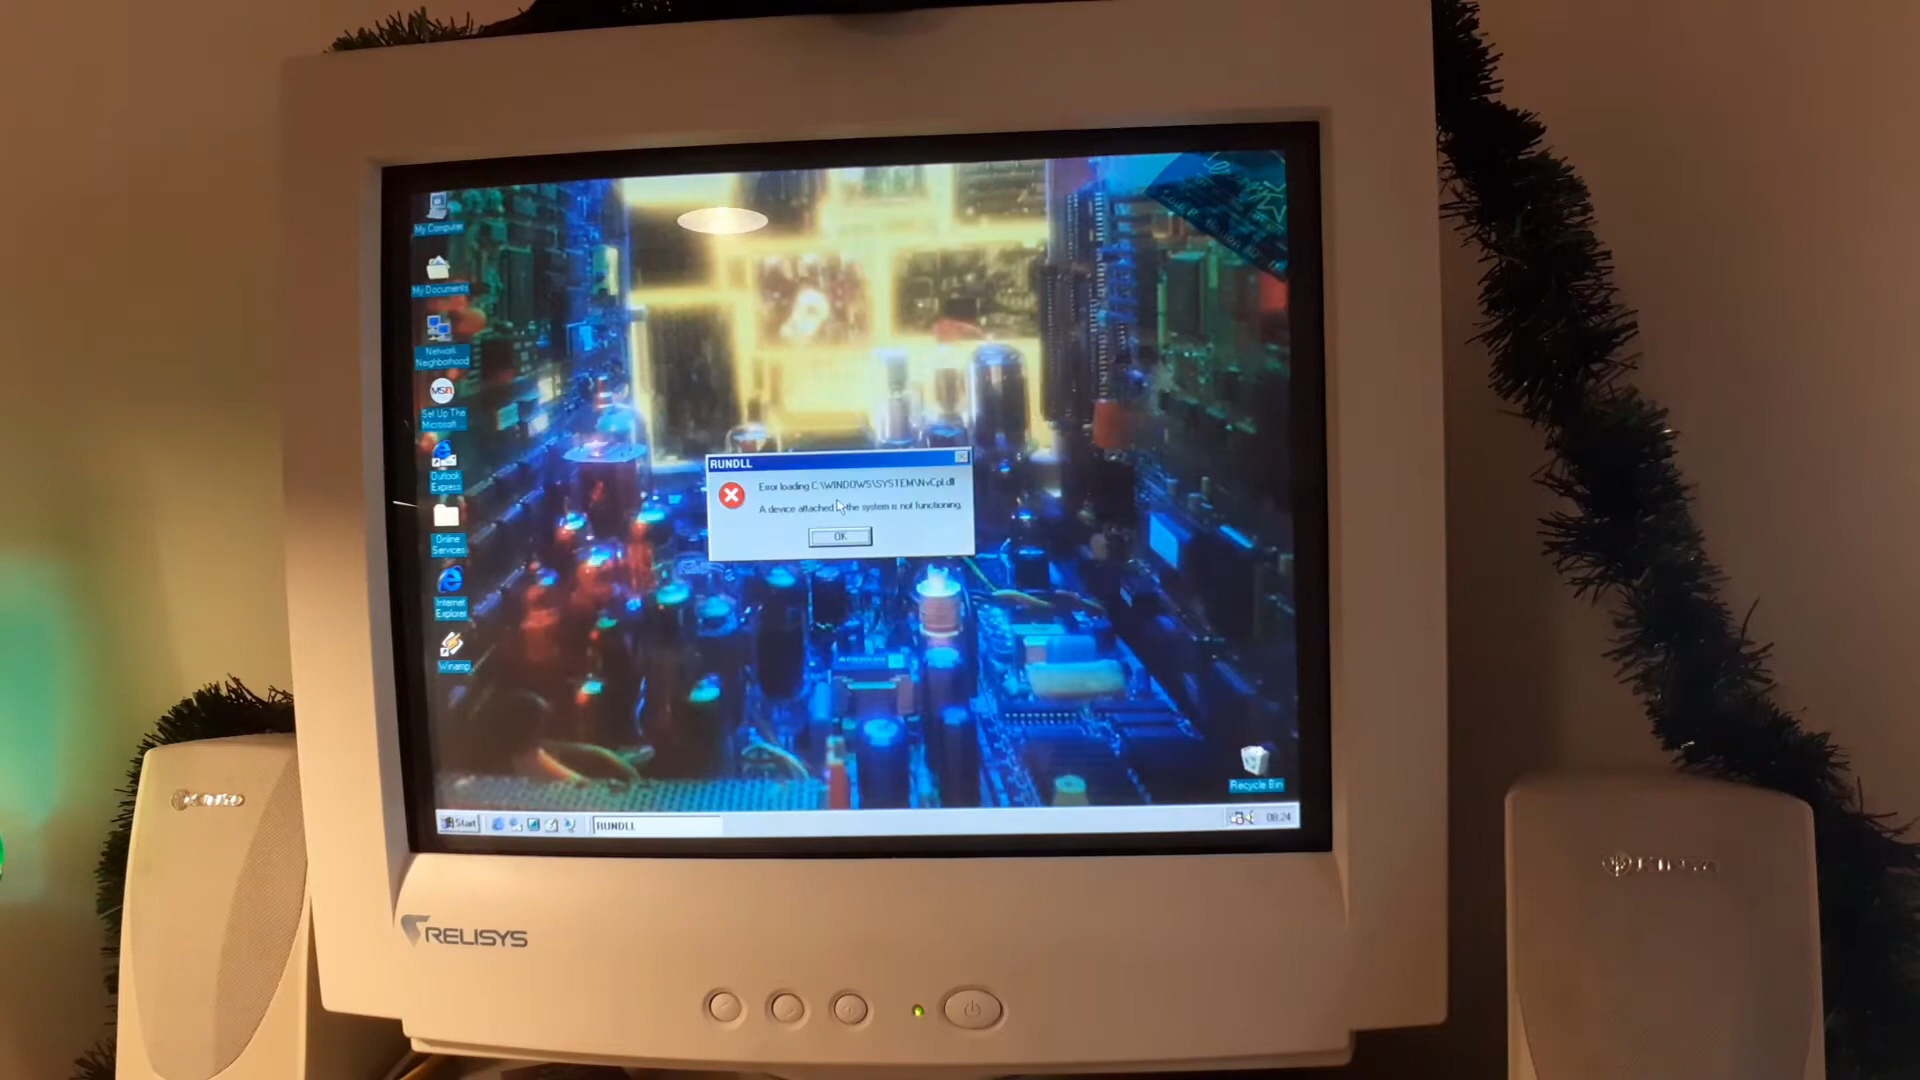 My Computer
My Documents
Network
Neighborhood
msn
Set Up The
Microsoft
Outlook
Express
Online
Services
Internet
Explorer
Winamp
RUNDLL
Error loading C:\WINDOWS\SYSTEM\NvCpl.dll
A device attached the system is not functioning.
OK
Recycle Bin
Start
RUNDLL
08:24
RELISYS